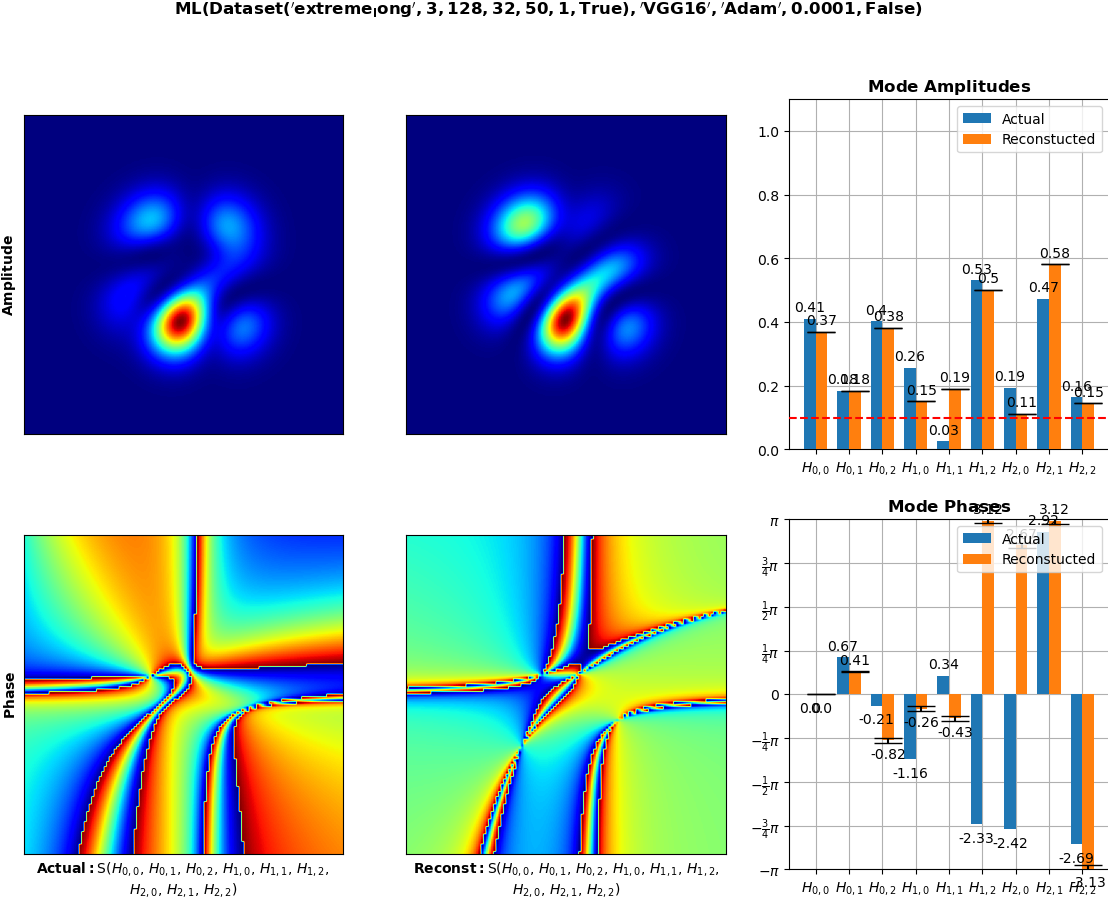 ML(Dataset('extreme_long', 3, 128, 32, 50, 1, True), 'VGG16', 'Adam', 0.0001, False)
Amplitude
Mode Amplitudes
Actual
Reconstucted
1.0
0.8
0.6
0.4
0.2
0.0
0.41
0.37
0.18
0.18
0.4
0.38
0.26
0.15
0.03
0.19
0.53
0.5
0.19
0.11
0.47
0.58
0.16
0.15
H0,0 H0,1 H0,2 H1,0 H1,1 H1,2 H2,0 H2,1 H2,2
Phase
Actual: S(H0,0, H0,1, H0,2, H1,0, H1,1, H1,2,
H2,0, H2,1, H2,2)
Reconst: S(H0,0, H0,1, H0,2, H1,0, H1,1, H1,2,
H2,0, H2,1, H2,2)
Mode Phases
Actual
Reconstucted
π
3/4π
1/2π
1/4π
0
−1/4π
−1/2π
−3/4π
−π
0.0
0.0
0.67
0.41
-0.21
-0.82
-1.16
-0.26
0.34
-0.43
-2.33
3.12
-2.42
2.67
2.92
3.12
-2.69
-3.13
H0,0 H0,1 H0,2 H1,0 H1,1 H1,2 H2,0 H2,1 H2,2